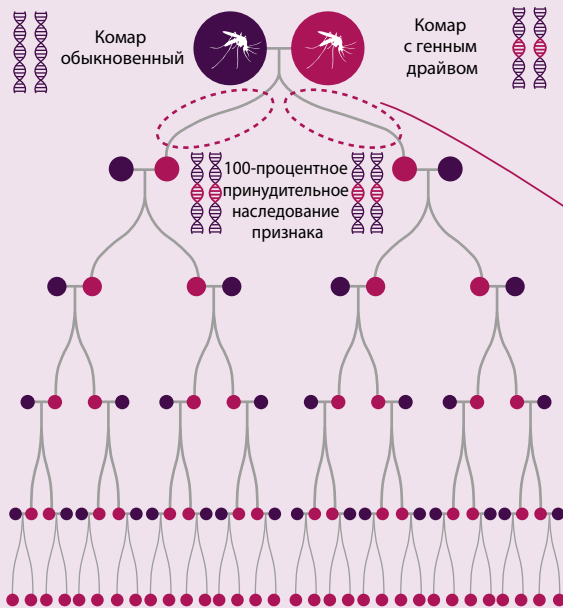 Комар
обыкновенный
Комар
с генным
драйвом
100-процентное
принудительное
наследование
признака